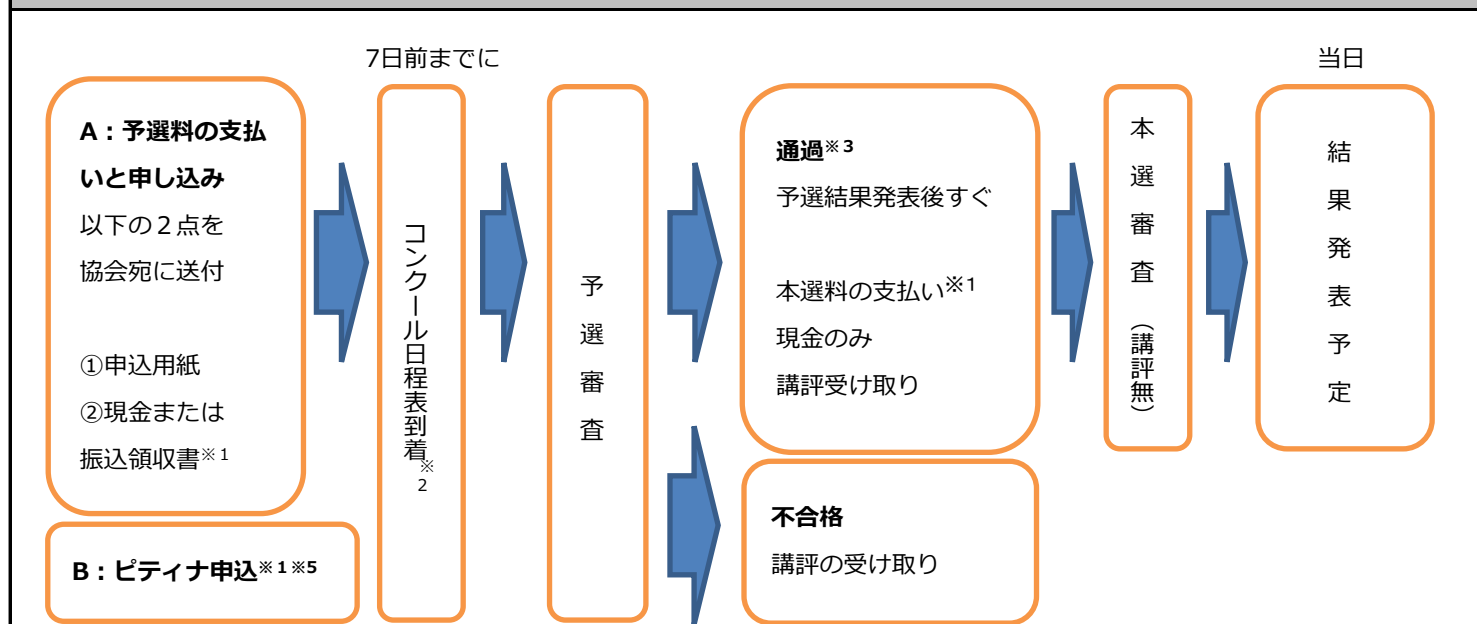 7日前までに
当日
A：予選料の支払
いと申し込み
以下の２点を
協会宛に送付
①申込用紙
②現金または
振込領収書※１
B：ピティナ申込※１※5
コンクール日程表到着※2
予選審査
通過※３
予選結果発表後すぐ
本選料の支払い※1
現金のみ
講評受け取り
不合格
講評の受け取り
本選審査（講評無）
結果発表予定